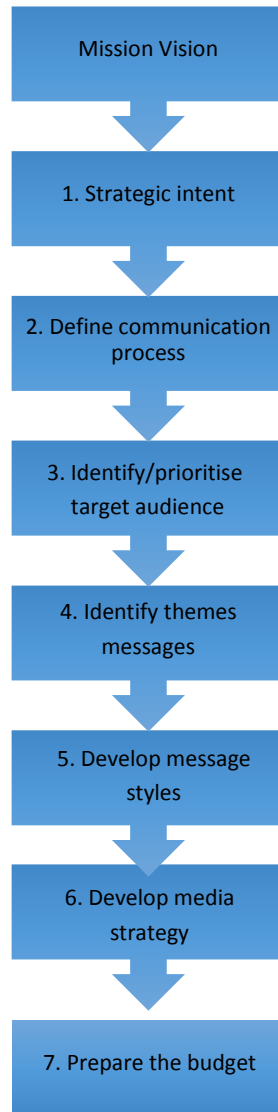 Mission Vision
1. Strategic intent
2. Define communication
process
3. Identify/prioritise
target audience
4. Identify themes
messages
5. Develop message
styles
6. Develop media
strategy
7. Prepare the budget